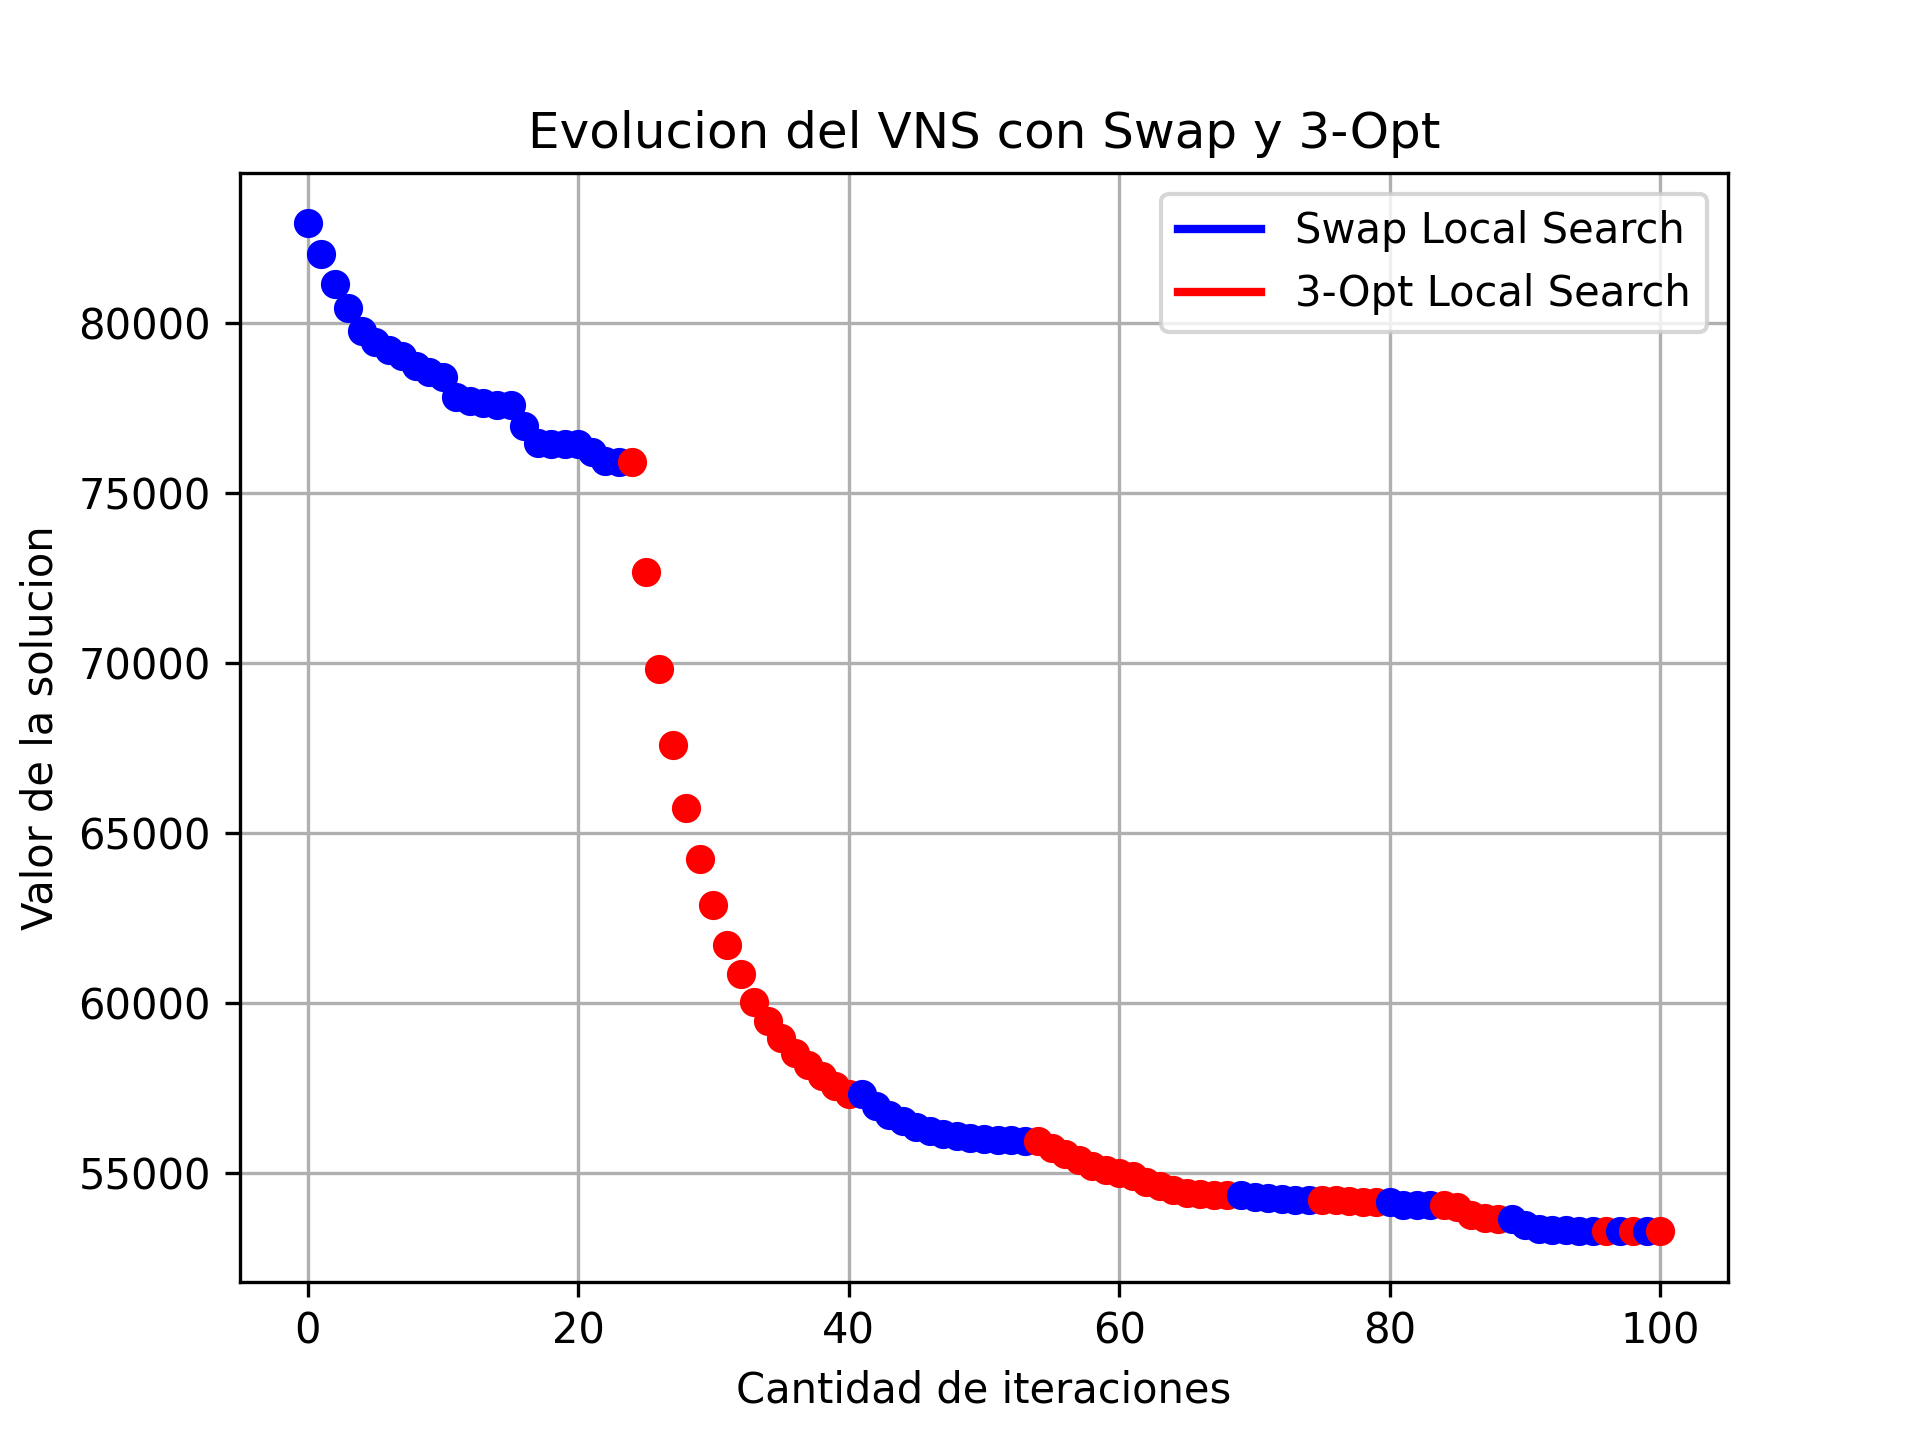 Evolucion del VNS con Swap y 3-Opt
Swap Local Search
3-Opt Local Search
Valor de la solucion
80000
75000
70000
65000
60000
55000
0 20 40 60 80 100
Cantidad de iteraciones